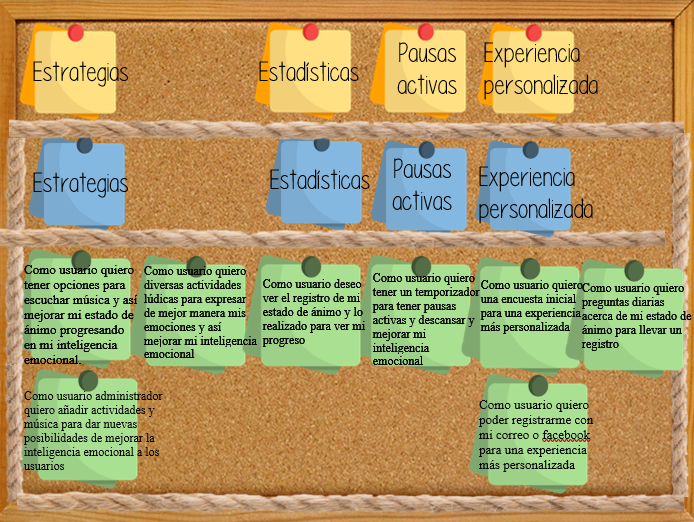 Estrategias
Estadísticas
Pausas
activas
Experiencia
personalizada
Estrategias
Estadísticas
Pausas
activas
Experiencia
personalizada
Como usuario quiero
tener opciones para
escuchar música y así
mejorar mi estado de
ánimo progresando
en mi inteligencia
emocional.
Como usuario quiero
diversas actividades
lúdicas para expresar
de mejor manera mis
emociones y así
mejorar mi inteligencia
emocional
Como usuario deseo
ver el registro de mi
estado de ánimo y lo
realizado para ver mi
progreso
Como usuario quiero
tener un temporizador
para tener pausas
activas y descansar y
mejorar mi
inteligencia
emocional
Como usuario quiero
una encuesta inicial
para una experiencia
más personalizada
Como usuario quiero
preguntas diarias
acerca de mi estado de
ánimo para llevar un
registro
Como usuario administrador
quiero añadir actividades y
música para dar nuevas
posibilidades de mejorar la
inteligencia emocional a los
usuarios
Como usuario quiero
poder registrarme con
mi correo o facebook
para una experiencia
más personalizada